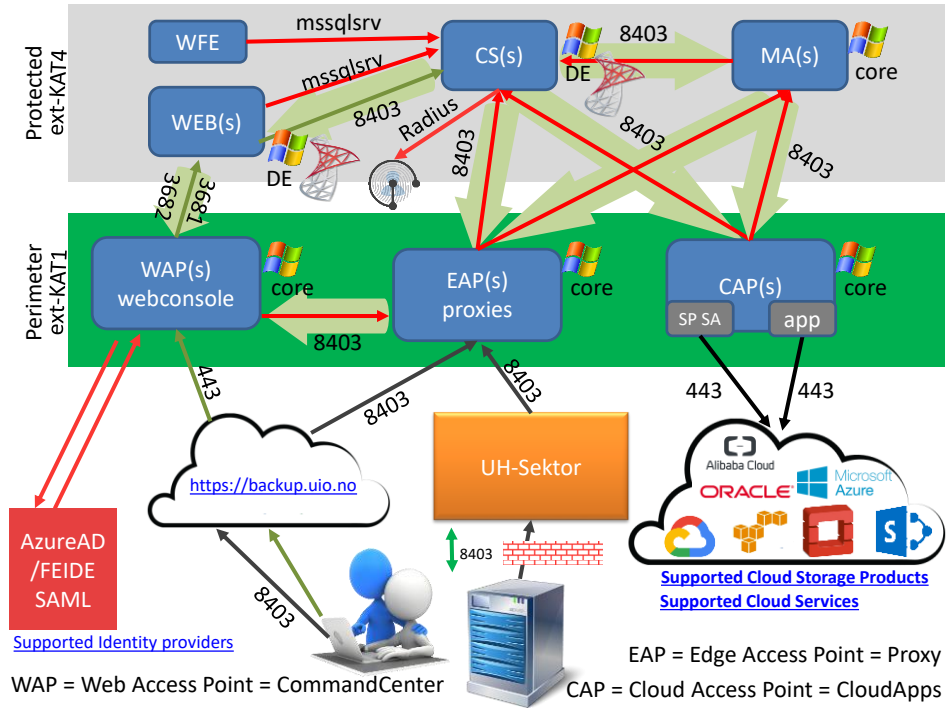 Protected
ext-KAT4
WFE
mssqlsrv
mssqlsrv
WEB(s)
8403
CS(s)
DE
8403
MA(s)
core
Radius
8403
8403
8403
DE
3682
3681
Perimeter
ext-KAT1
WAP(s)
webconsole
core
8403
EAP(s)
proxies
core
CAP(s)
SP SA
app
core
443
8403
8403
443
443
https://backup.uio.no
UH-Sektor
8403
Alibaba Cloud
ORACLE
Microsoft
Azure
S
AzureAD
/FEIDE
SAML
Supported Identity providers
8403
Supported Cloud Storage Products
Supported Cloud Services
WAP = Web Access Point = CommandCenter
EAP = Edge Access Point = Proxy
CAP = Cloud Access Point = CloudApps